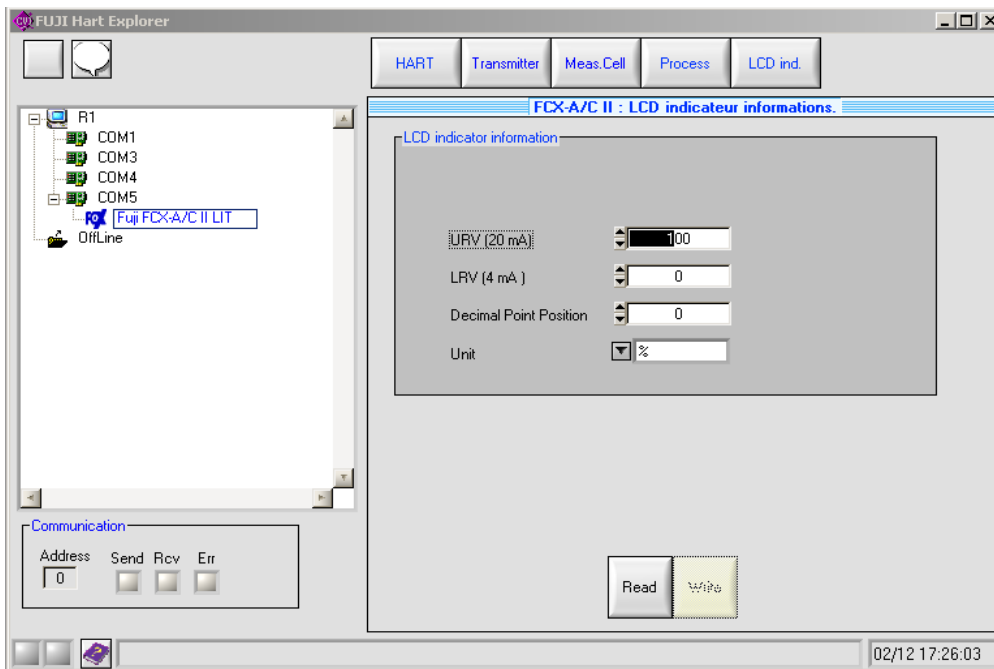 CVI FUJI Hart Explorer
HART Transmitter Meas.Cell Process LCD ind.
R1
COM1
COM3
COM4
COM5
FCX Fuji FCX-A/C II LIT
OffLine
FCX-A/C II : LCD indicateur informations.
LCD indicator information
URV (20 mA) 100
LRV (4 mA ) 0
Decimal Point Position 0
Unit %
Communication
Address Send Rcv Err
0
Read Write
? 02/12 17:26:03